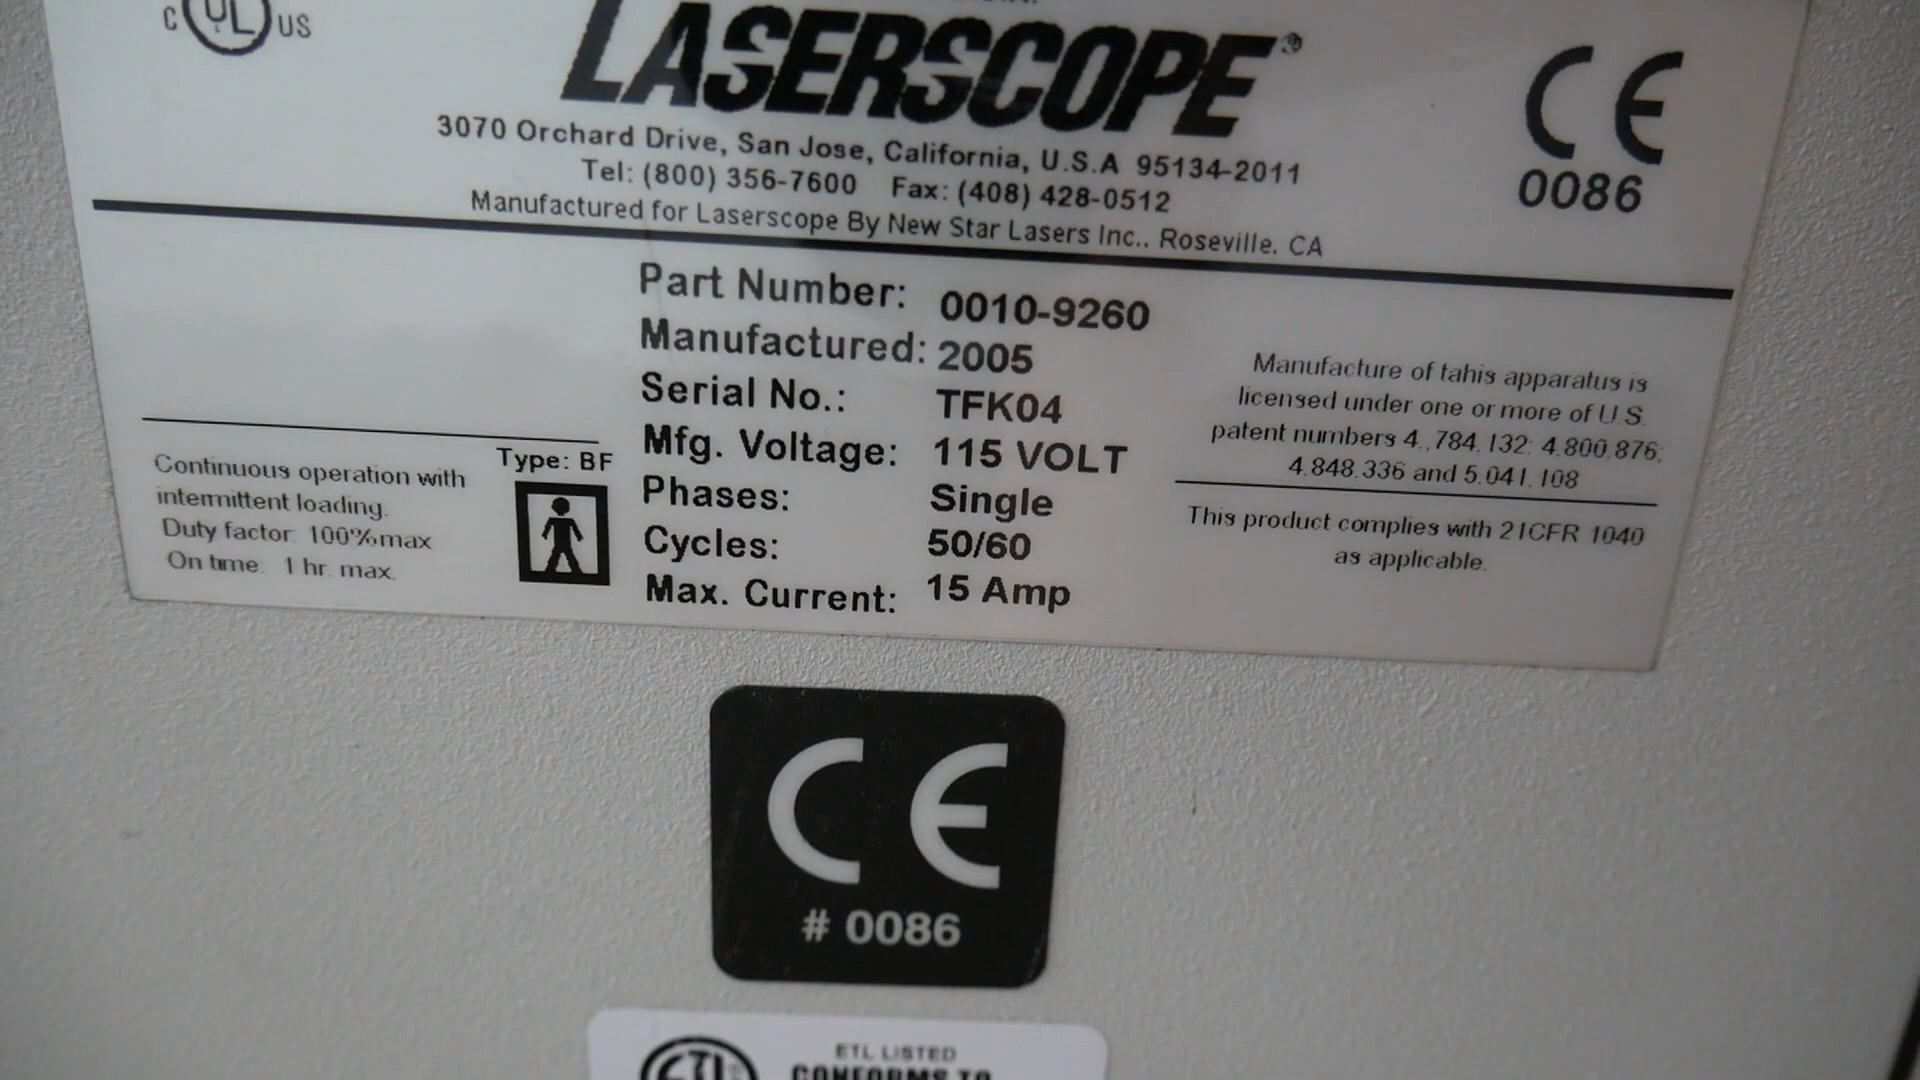 C UL US
LASERSCOPE®
3070 Orchard Drive, San Jose, California, U.S.A 95134-2011
Tel: (800) 356-7600 Fax: (408) 428-0512
Manufactured for Laserscope By New Star Lasers Inc.. Roseville. CA
CE
0086
Part Number: 0010-9260
Manufactured: 2005
Serial No.: TFK04
Mfg. Voltage: 115 VOLT
Phases: Single
Cycles: 50/60
Max. Current: 15 Amp
Continuous operation with
intermittent loading.
Duty factor: 100% max
On time: 1 hr. max.
Type: BF
Manufacture of tahis apparatus is
licensed under one or more of U.S.
patent numbers 4.,784,132: 4.800.876;
4.848.336 and 5.041.108
This product complies with 21CFR 1040
as applicable.
CE
# 0086
ETL
ETL LISTED
CONFORMS TO